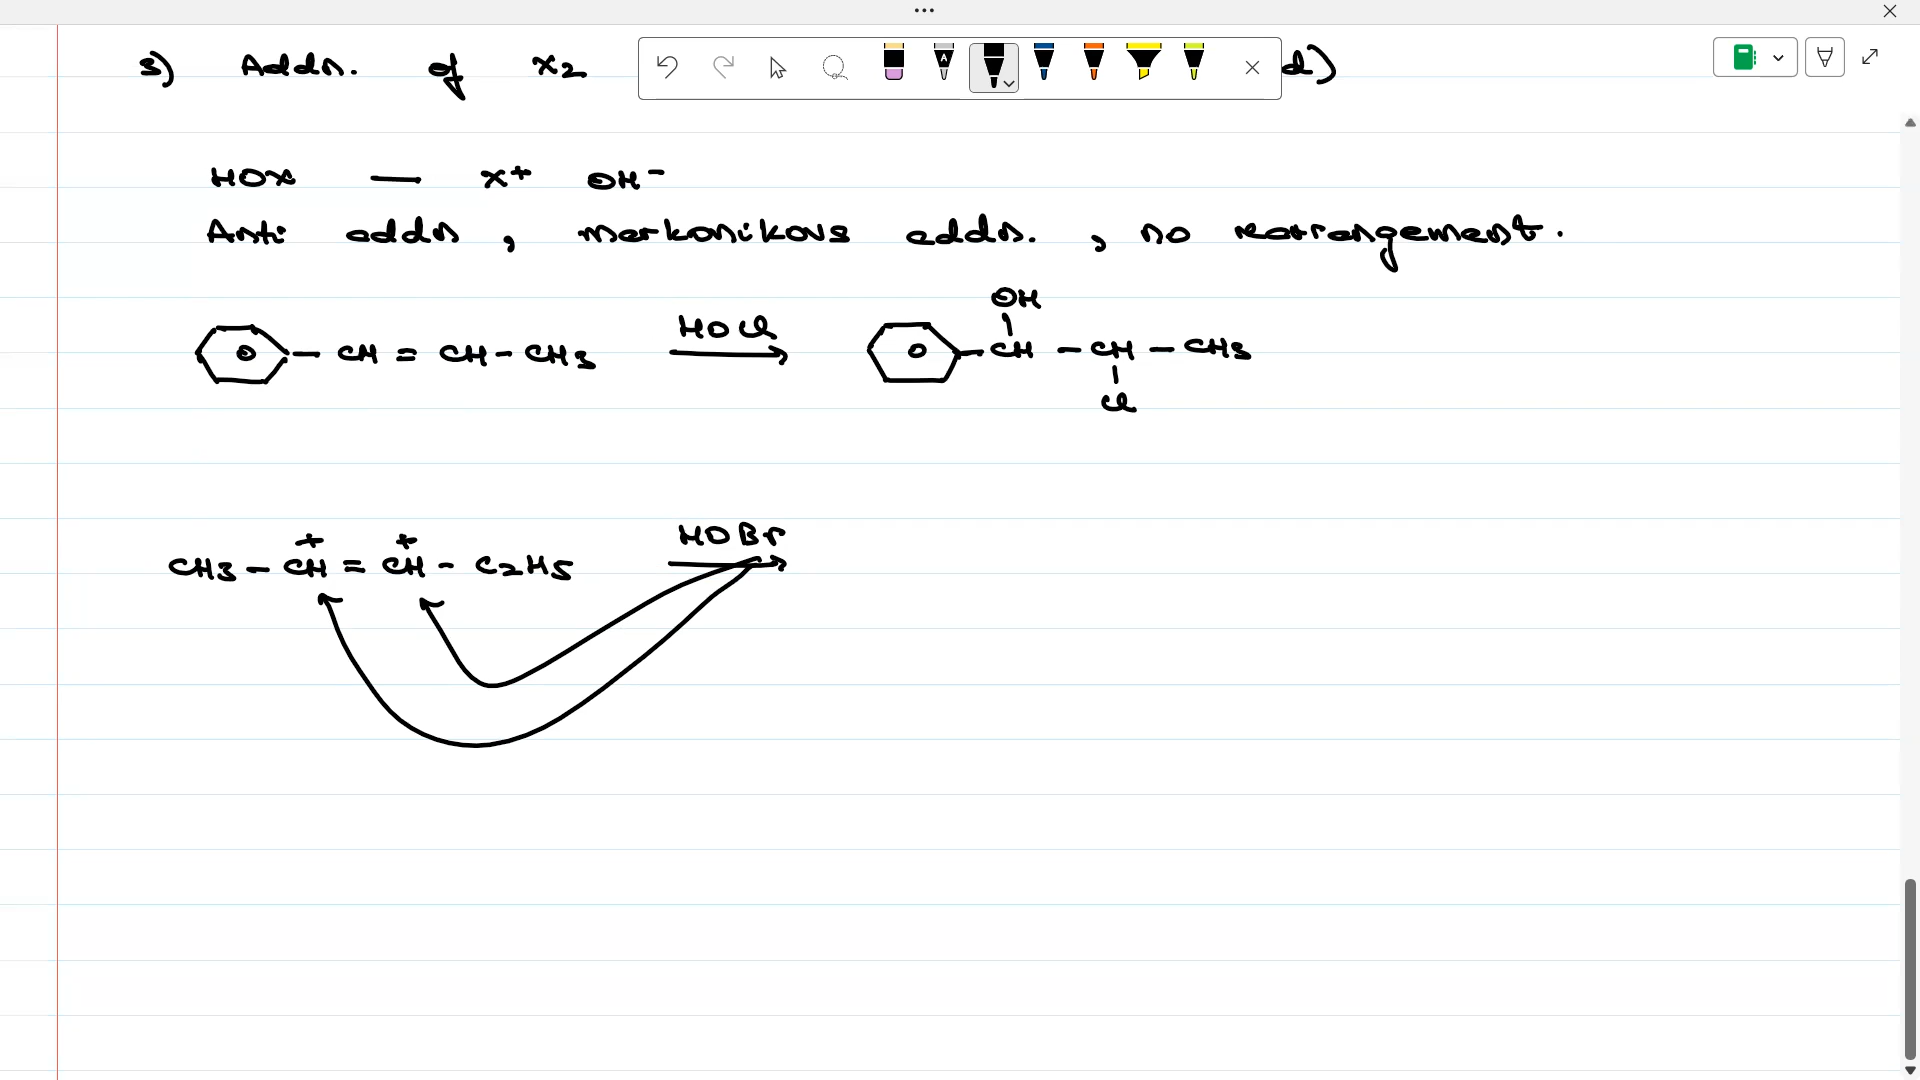 3) Addn. of X2 d)
HOX — X+ OH-
Anti addn , markonikovs addn. , no rearrangement.
OH
CH = CH - CH3 HOCl CH - CH - CH3
Cl
+ + HOBr
CH3 - CH = CH - C2H5